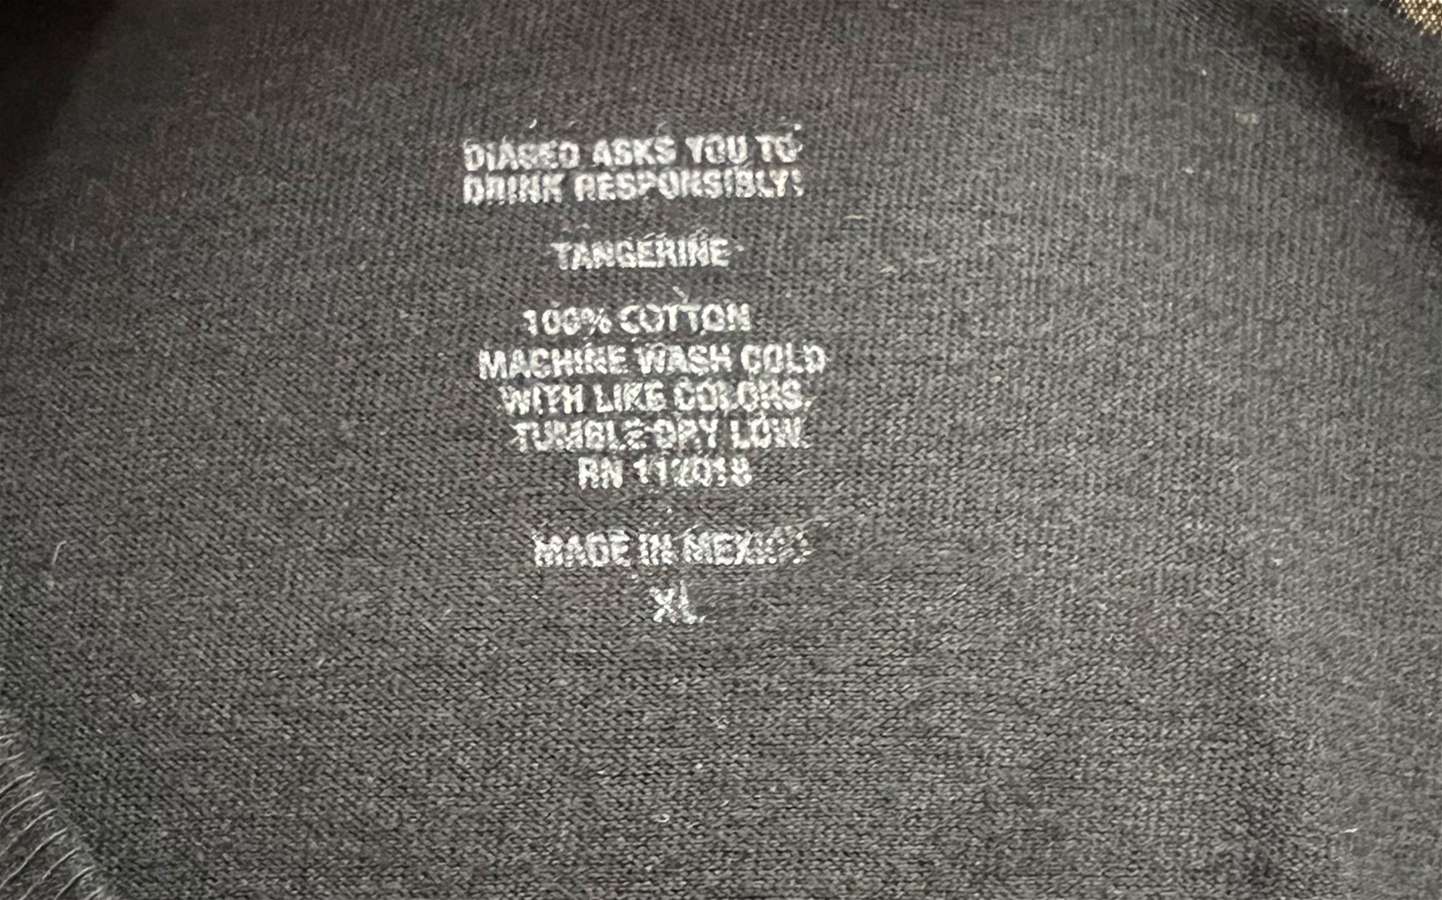 DIAGEO ASKS YOU TO
DRINK RESPONSIBLY!
TANGERINE
100% COTTON
MACHINE WASH COLD
WITH LIKE COLORS.
TUMBLE DRY LOW.
RN 112018
MADE IN MEXICO
XL